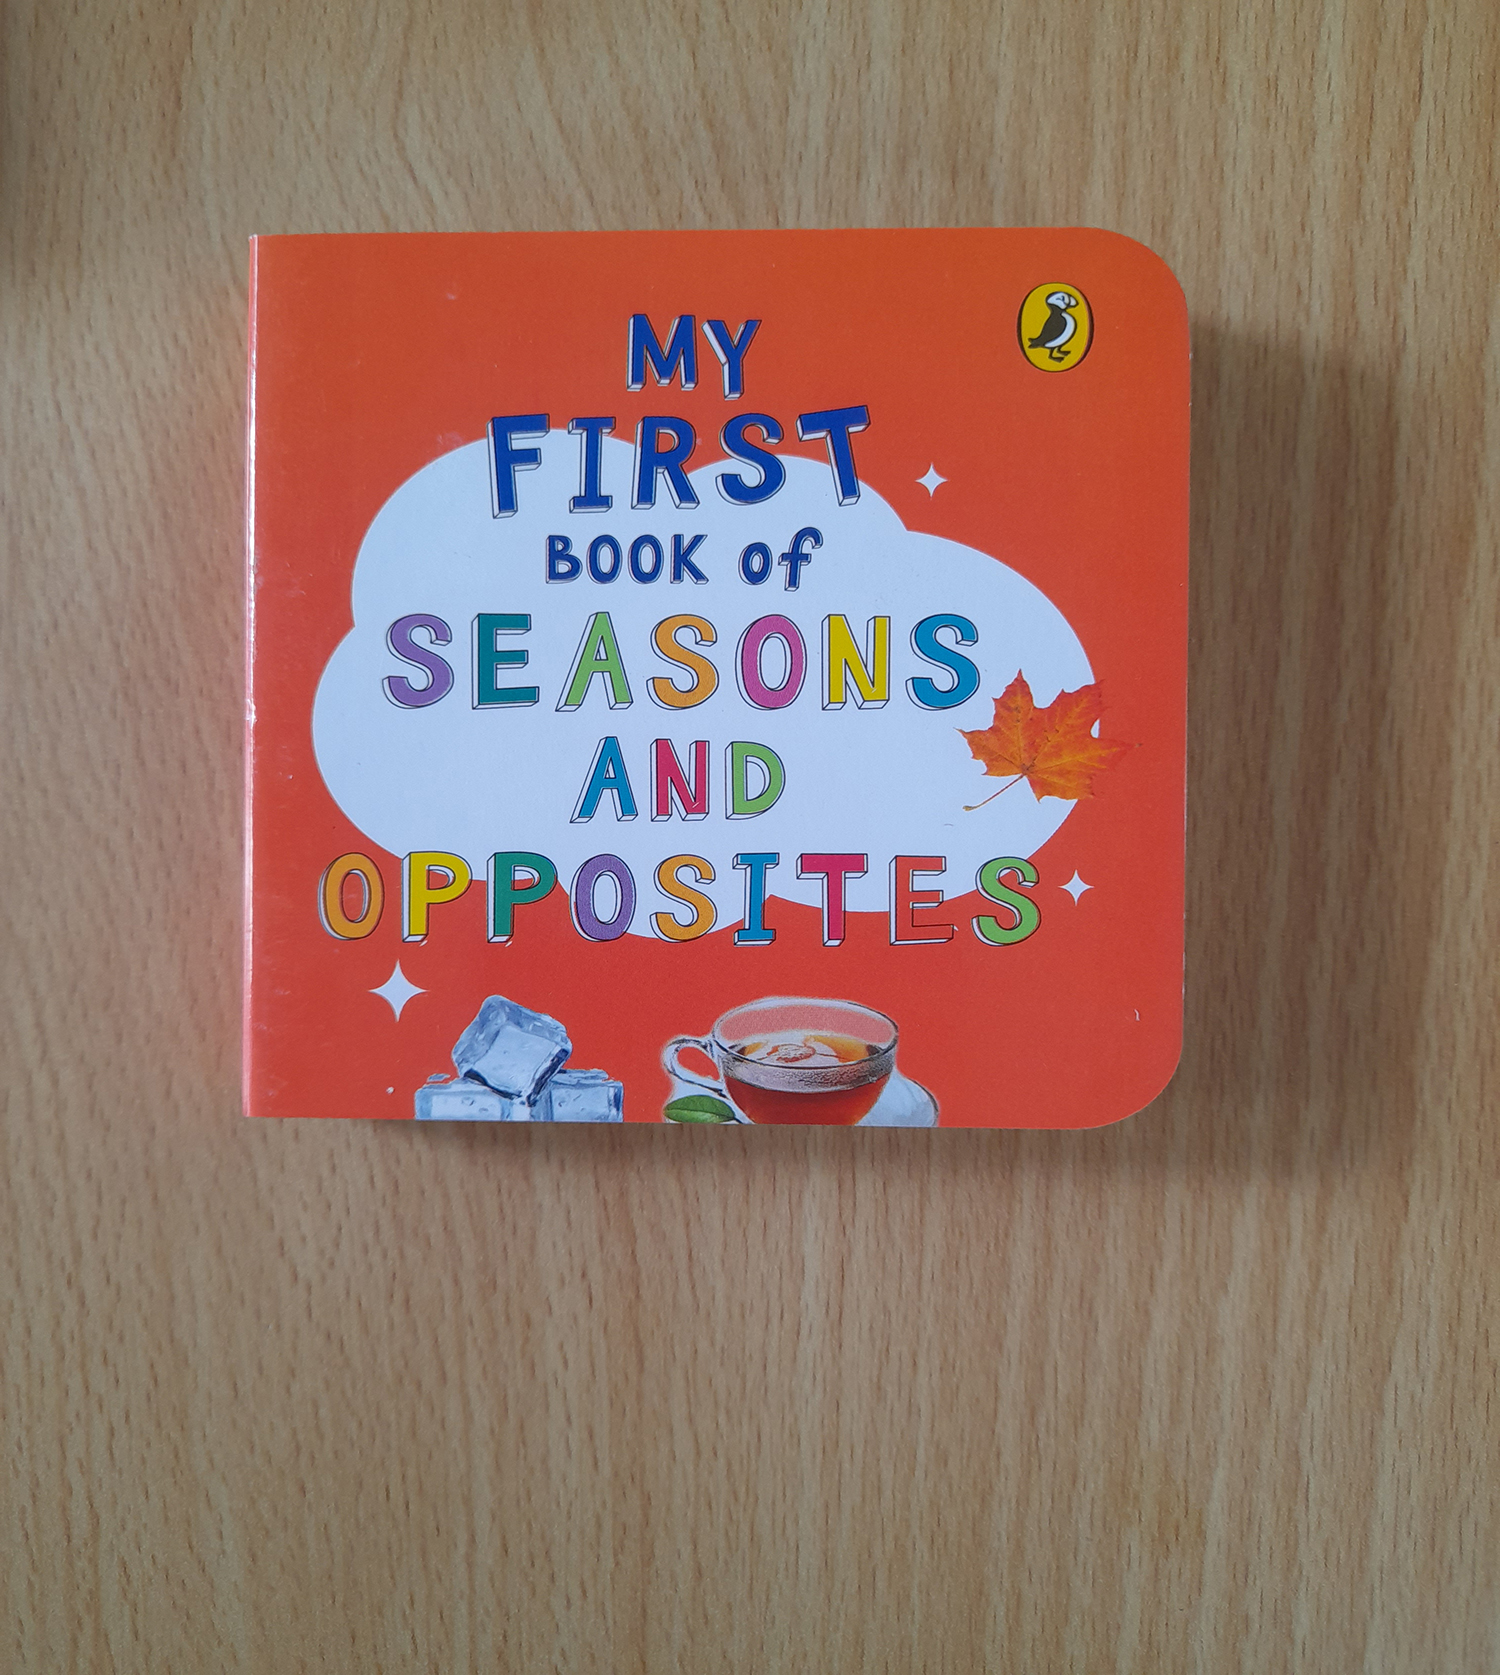 MY
FIRST
BOOK of
SEASONS
AND
OPPOSITES